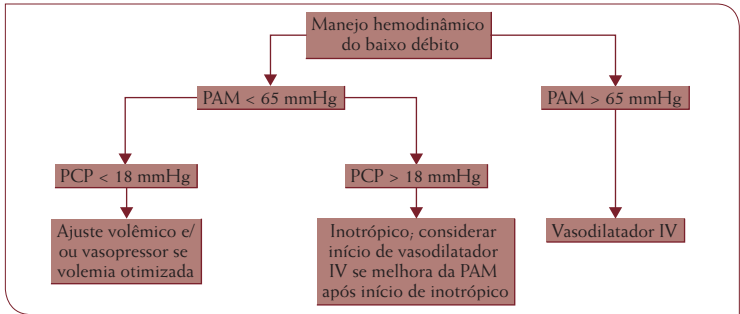 Manejo hemodinâmico
do baixo débito
PAM < 65 mmHg
PAM > 65 mmHg
PCP < 18 mmHg
PCP > 18 mmHg
Ajuste volêmico e/
ou vasopressor se
volemia otimizada
Inotrópico; considerar
início de vasodilatador
IV se melhora da PAM
após início de inotrópico
Vasodilatador IV